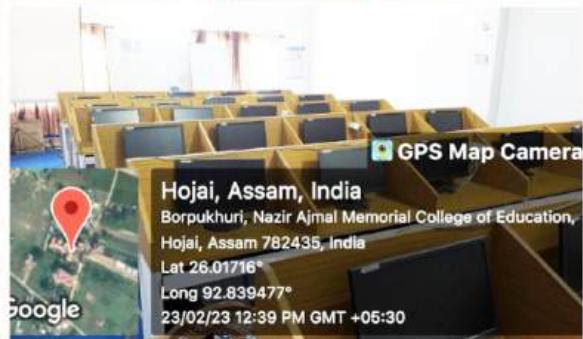 GPS Map Camera
Hojai, Assam, India
Borpukhuri, Nazir Ajmal Memorial College of Education,
Hojai, Assam 782435, India
Lat 26.01716°
Long 92.839477°
23/02/23 12:39 PM GMT +05:30
Google